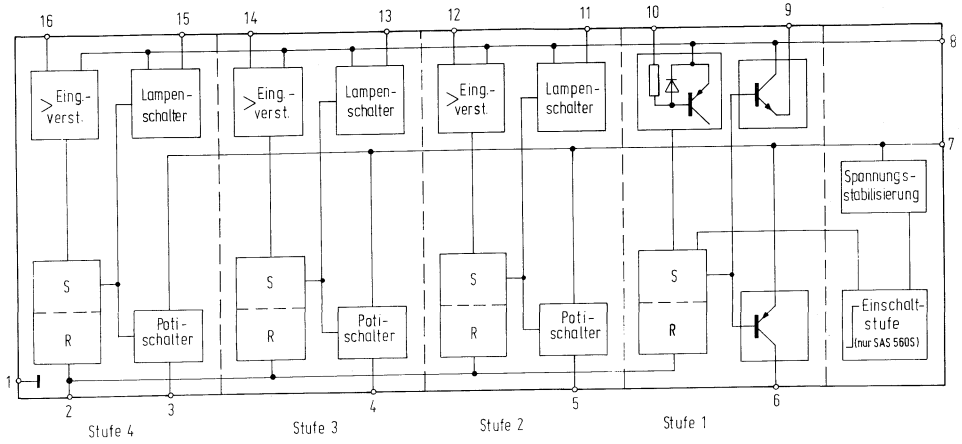 16 15 14 13 12 11 10 9
8
> Eing.-
verst.
Lampen-
schalter
> Eing.-
verst.
Lampen-
schalter
> Eing.-
verst.
Lampen-
schalter
7
Spannungs-
stabilisierung
S
R
Poti-
schalter
S
R
Poti-
schalter
S
R
Poti-
schalter
S
R
Einschalt-
stufe
(nur SAS 560S)
1
2 3 4 5 6
Stufe 4 Stufe 3 Stufe 2 Stufe 1